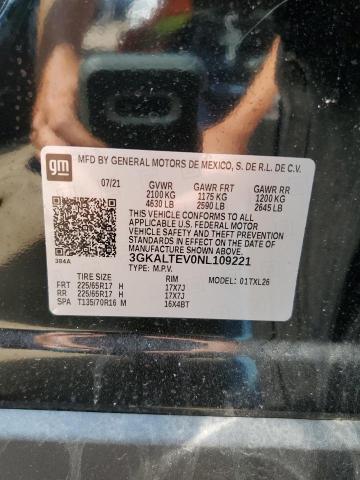 gm
MFD BY GENERAL MOTORS DE MEXICO, S. DE R.L. DE C.V.
07/21 GVWR GAWR FRT GAWR RR
2100 KG 1175 KG 1200 KG
4630 LB 2590 LB 2645 LB
THIS VEHICLE CONFORMS TO ALL
APPLICABLE U.S. FEDERAL MOTOR
VEHICLE SAFETY AND THEFT
PREVENTION STANDARDS IN EFFECT
ON THE DATE OF MANUFACTURE
SHOWN ABOVE.
384A
3GKALTEV0NL109221
TYPE: M.P.V.
TIRE SIZE RIM
FRT 225/65R17 H 17X7J
RR 225/65R17 H 17X7J
SPA T135/70R16 M 16X4BT
MODEL: 01TXL26